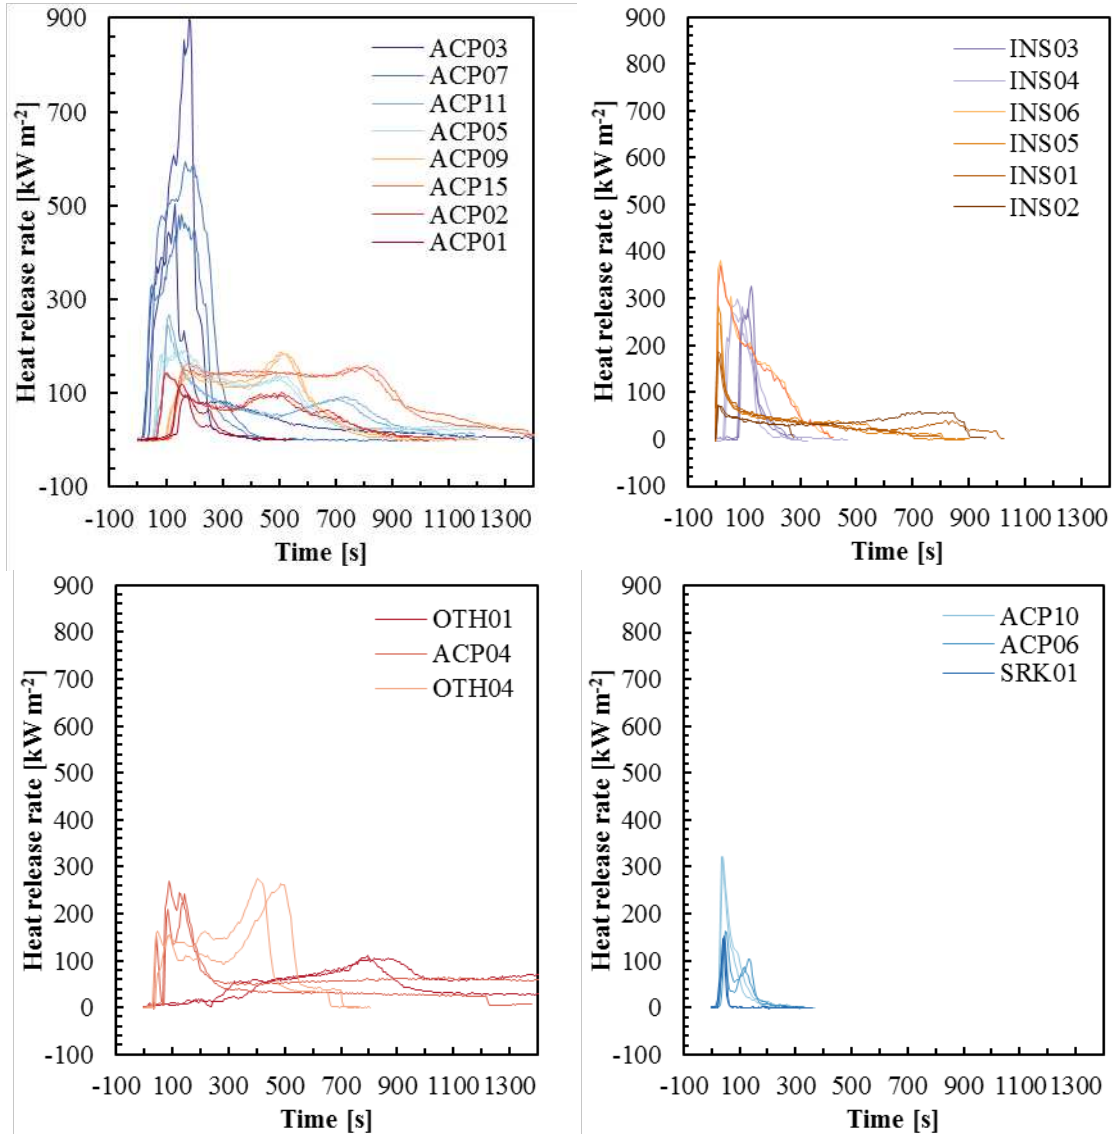 Heat release rate [kW m-2]
900
700
500
300
100
-100
ACP03
ACP07
ACP11
ACP05
ACP09
ACP15
ACP02
ACP01
-100 100 300 500 700 900 1100 1300
Time [s]
Heat release rate [kW m-2]
900
800
700
600
500
400
300
200
100
0
-100
INS03
INS04
INS06
INS05
INS01
INS02
-100 100 300 500 700 900 1100 1300
Time [s]
Heat release rate [kW m-2]
900
800
700
600
500
400
300
200
100
0
-100
OTH01
ACP04
OTH04
-100 100 300 500 700 900 1100 1300
Time [s]
Heat release rate [kW m-2]
900
800
700
600
500
400
300
200
100
0
-100
ACP10
ACP06
SRK01
-100 100 300 500 700 900 1100 1300
Time [s]